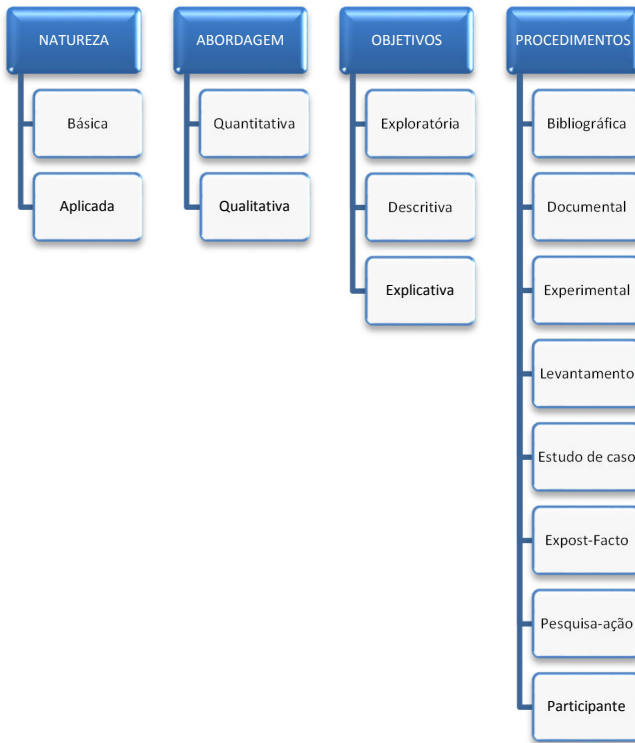 NATUREZA
Básica
Aplicada
ABORDAGEM
Quantitativa
Qualitativa
OBJETIVOS
Exploratória
Descritiva
Explicativa
PROCEDIMENTOS
Bibliográfica
Documental
Experimental
Levantamento
Estudo de caso
Expost-Facto
Pesquisa-ação
Participante